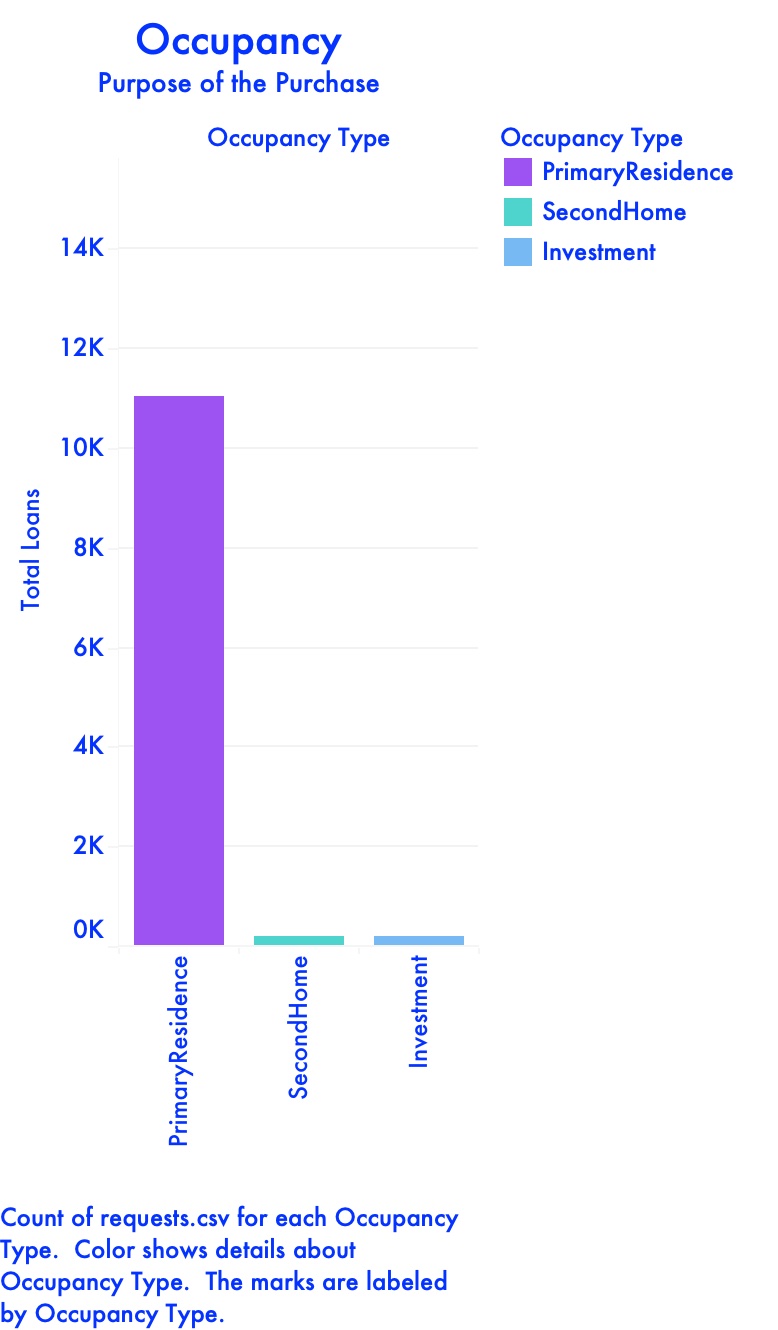 Occupancy
Purpose of the Purchase
Occupancy Type
Occupancy Type
PrimaryResidence
SecondHome
Investment
14K
12K
10K
8K
6K
4K
2K
0K
Total Loans
PrimaryResidence
SecondHome
Investment
Count of requests.csv for each Occupancy
Type.  Color shows details about
Occupancy Type.  The marks are labeled
by Occupancy Type.